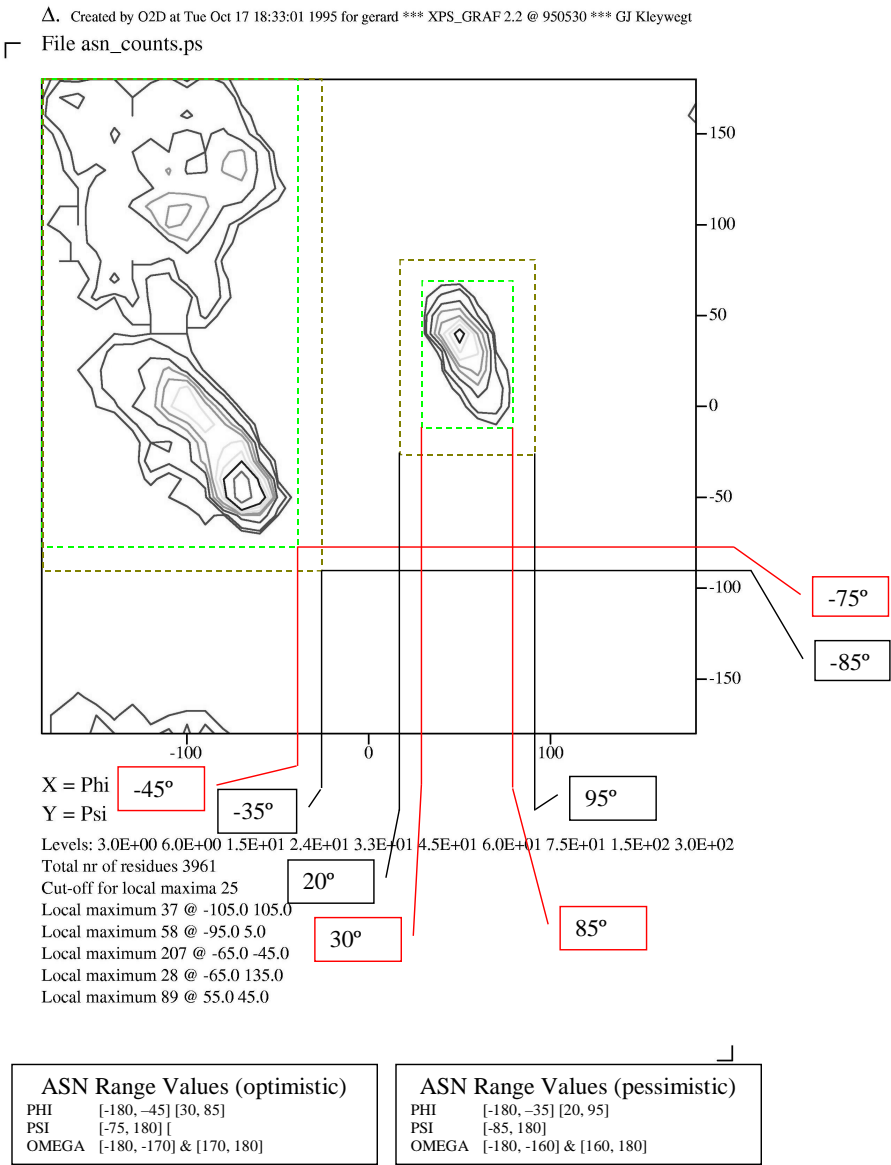 Δ. Created by O2D at Tue Oct 17 18:33:01 1995 for gerard *** XPS_GRAF 2.2 @ 950530 *** GJ Kleywegt
File asn_counts.ps
150
100
50
0
-50
-100
-150
-100
0
100
-75º
-85º
X = Phi
Y = Psi
-45º
-35º
95º
Levels: 3.0E+00 6.0E+00 1.5E+01 2.4E+01 3.3E+01 4.5E+01 6.0E+01 7.5E+01 1.5E+02 3.0E+02
Total nr of residues 3961
Cut-off for local maxima 25
Local maximum 37 @ -105.0 105.0
Local maximum 58 @ -95.0 5.0
Local maximum 207 @ -65.0 -45.0
Local maximum 28 @ -65.0 135.0
Local maximum 89 @ 55.0 45.0
20º
30º
85º
ASN Range Values (optimistic)
PHI [-180, –45] [30, 85]
PSI [-75, 180] [
OMEGA [-180, -170] & [170, 180]
ASN Range Values (pessimistic)
PHI [-180, –35] [20, 95]
PSI [-85, 180]
OMEGA [-180, -160] & [160, 180]